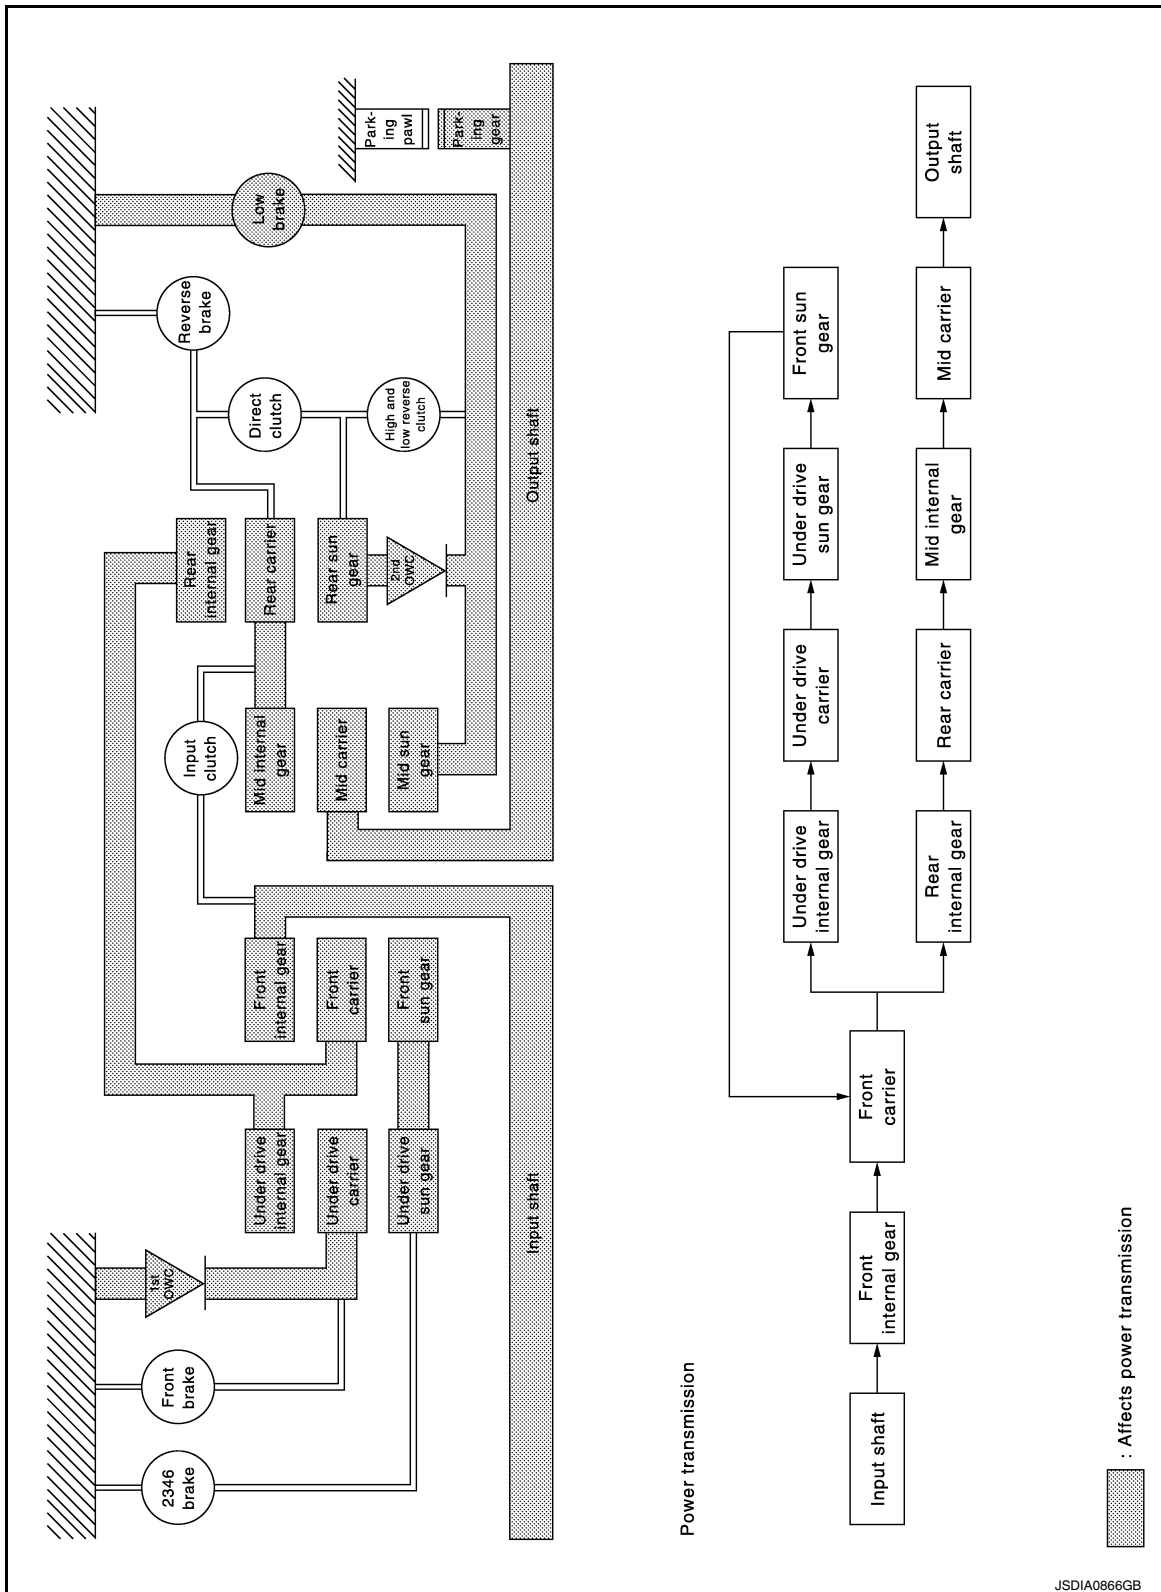 2346
brake
Front
brake
1st
OWC
Under drive
internal gear
Under drive
carrier
Under drive
sun gear
Front
internal gear
Front
carrier
Front
sun gear
Input shaft
Input
clutch
Mid internal
gear
Mid carrier
Mid sun
gear
Rear
internal gear
Rear carrier
Rear sun
gear
2nd
OWC
Direct
clutch
High and
low reverse
clutch
Reverse
brake
Low
brake
Output shaft
Park-
ing
pawl
Park-
ing
gear
Power transmission
Input shaft
Front
internal gear
Front
carrier
Under drive
internal gear
Under drive
carrier
Under drive
sun gear
Front sun
gear
Rear
internal gear
Rear carrier
Mid internal
gear
Mid carrier
Output
shaft
: Affects power transmission
JSDIA0866GB